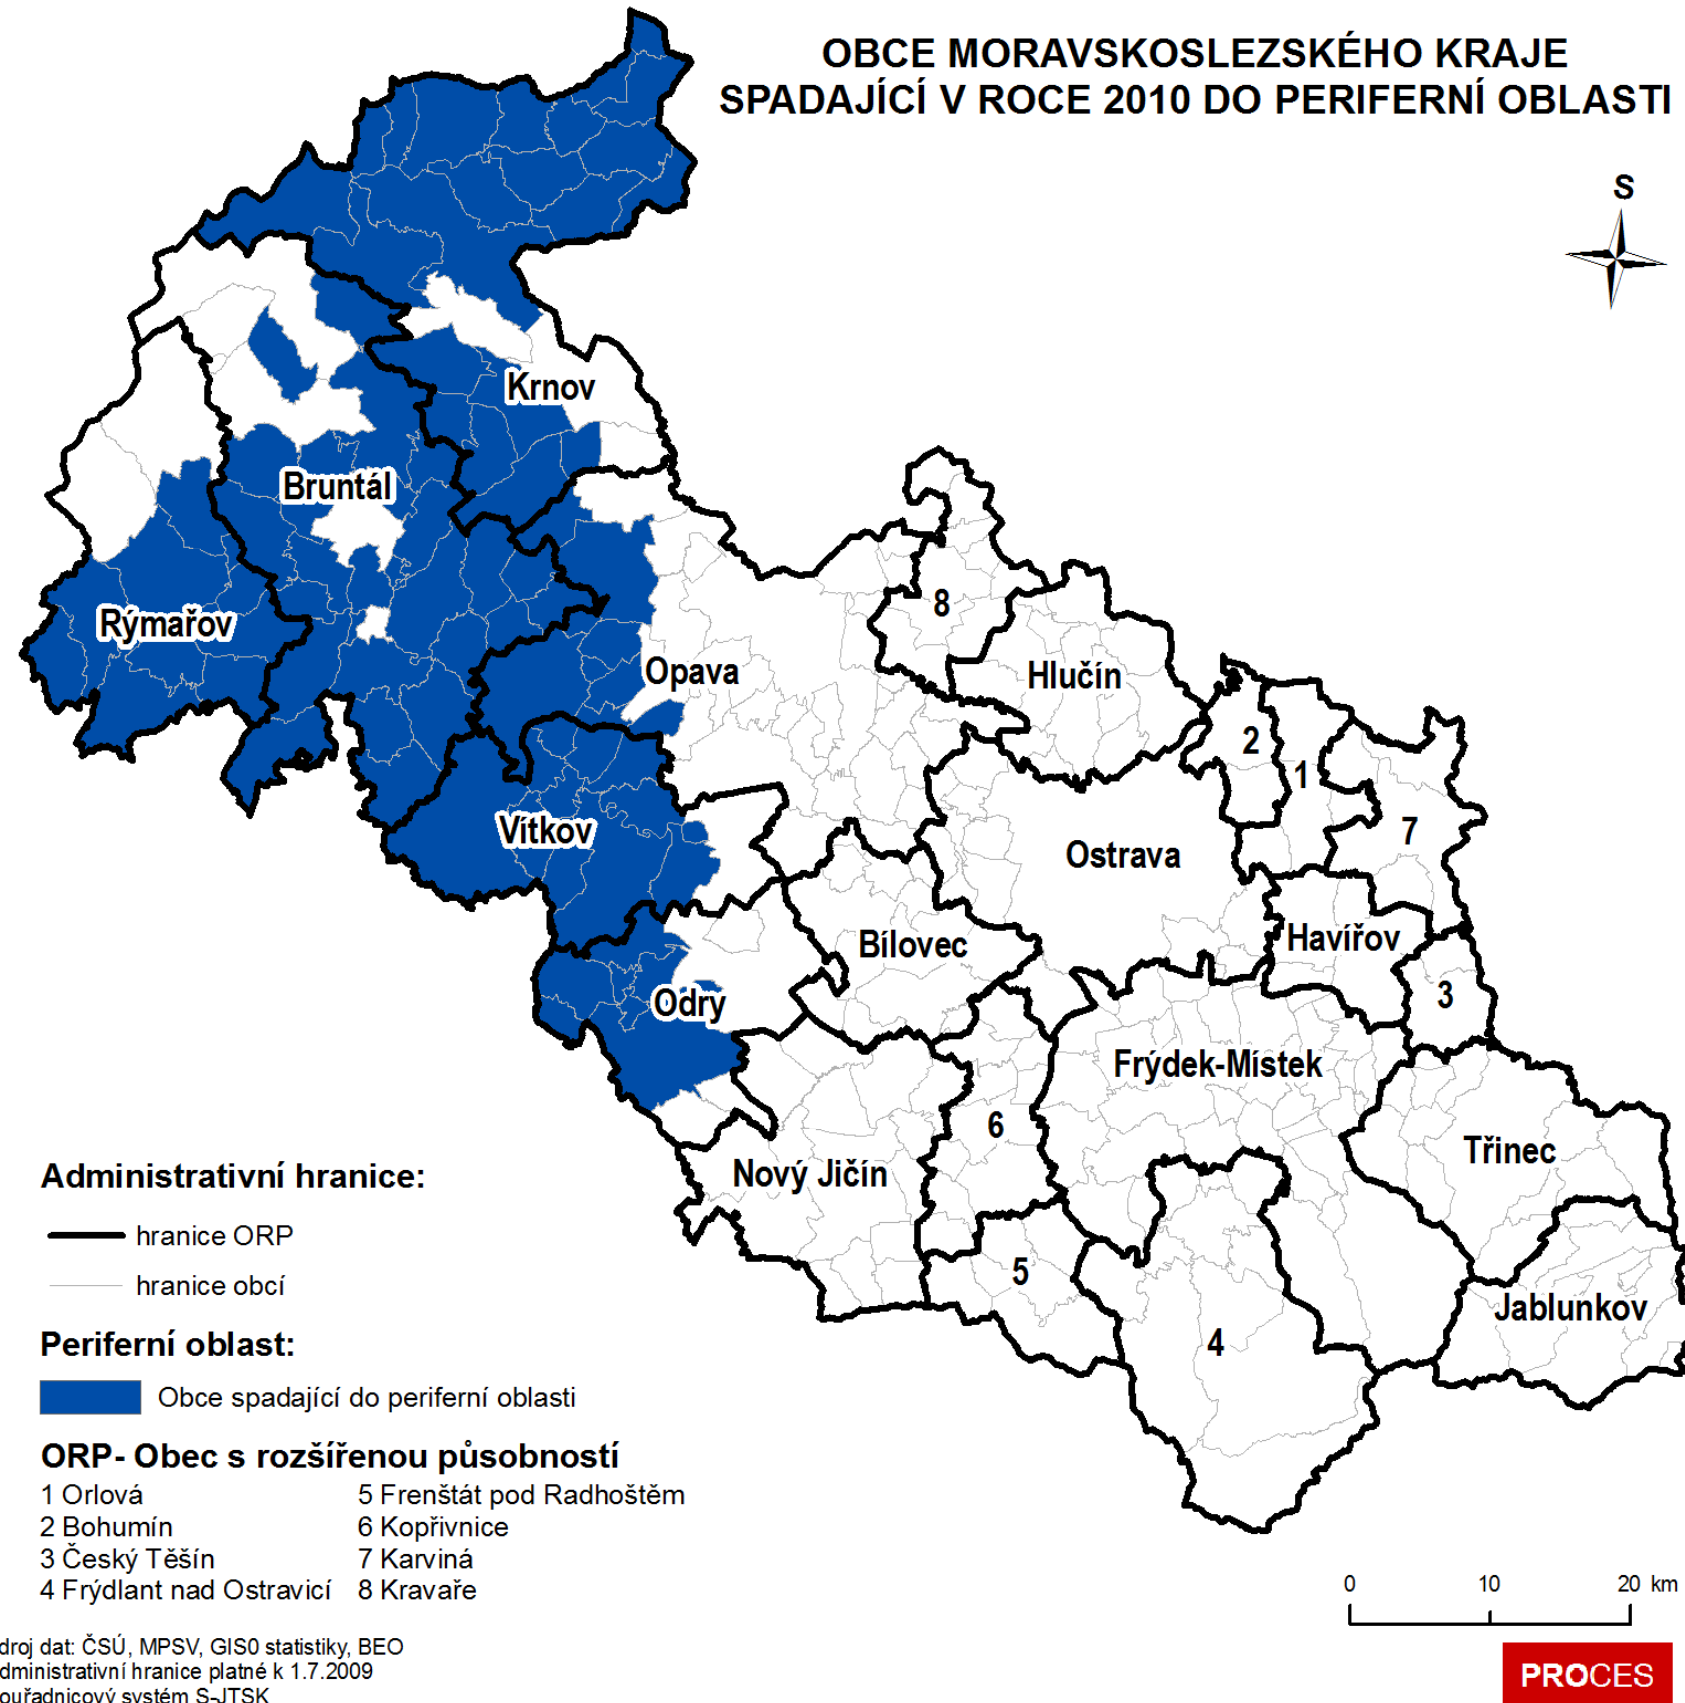 OBCE MORAVSKOSLEZSKÉHO KRAJE
SPADAJÍCÍ V ROCE 2010 DO PERIFERNÍ OBLASTI
S
Krnov
Bruntál
Rýmařov
8
Opava
Hlučín
2
1
Vítkov
7
Ostrava
Bílovec
Havířov
Odry
3
Frýdek-Místek
6
Třinec
Nový Jičín
5
Jablunkov
4
Administrativní hranice:
hranice ORP
hranice obcí
Periferní oblast:
Obce spadající do periferní oblasti
ORP- Obec s rozšířenou působností
1 Orlová
2 Bohumín
3 Český Těšín
4 Frýdlant nad Ostravicí
5 Frenštát pod Radhoštěm
6 Kopřivnice
7 Karviná
8 Kravaře
0 10 20 km
droj dat: ČSÚ, MPSV, GIS0 statistiky, BEO
dministrativní hranice platné k 1.7.2009
ouřadnicový systém S-JTSK
PROCES